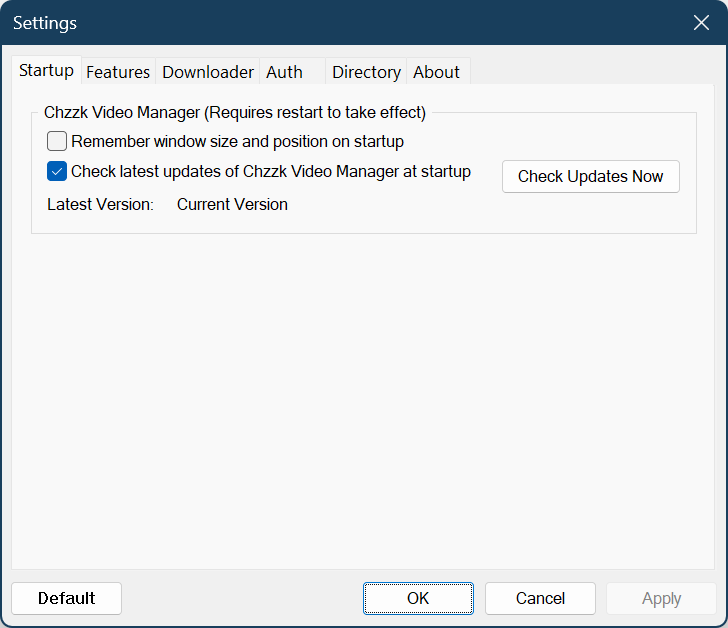 Settings
Startup Features Downloader Auth Directory About
Chzzk Video Manager (Requires restart to take effect)
Remember window size and position on startup
Check latest updates of Chzzk Video Manager at startup
Check Updates Now
Latest Version: Current Version
Default OK Cancel Apply